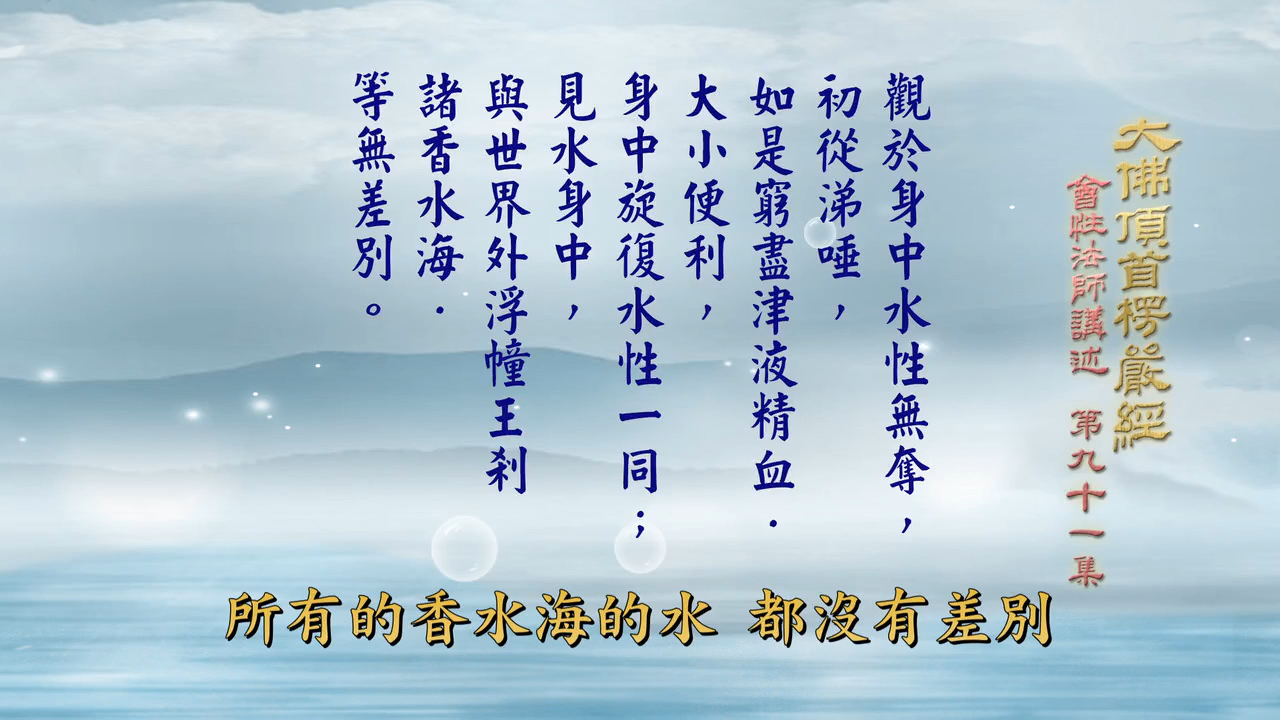 大佛頂首楞嚴經
會性法師講述 第九十一集
觀於身中水性無奪，
初從涕唾，
如是窮盡津液精血．
大小便利，
身中旋復水性一同；
見水身中，
與世界外浮幢王剎
諸香水海．
等無差別。
所有的香水海的水 都沒有差別